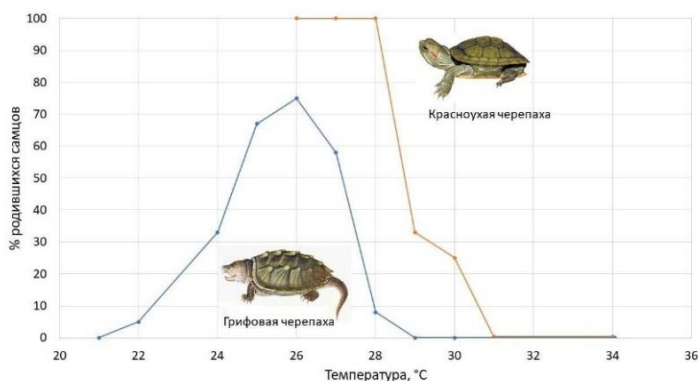 % родившихся самцов
100
90
80
70
60
50
40
30
20
10
0
Красноухая черепаха
Грифовая черепаха
20 22 24 26 28 30 32 34 36
Температура, °C